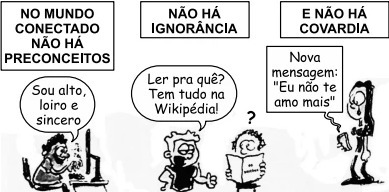 NO MUNDO
CONECTADO
NÃO HÁ
PRECONCEITOS
Sou alto,
loiro e
sincero
NÃO HÁ
IGNORÂNCIA
Ler pra quê?
Tem tudo na
Wikipédia!
?
E NÃO HÁ
COVARDIA
Nova
mensagem:
"Eu não te
amo mais"